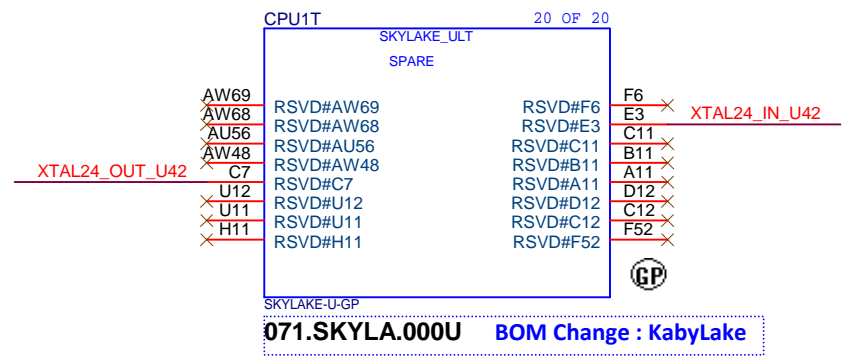 CPU1T 20 OF 20
SKYLAKE_ULT
SPARE
AW69 RSVD#AW69 RSVD#F6 F6
AW68 RSVD#AW68 RSVD#E3 E3 XTAL24_IN_U42
AU56 RSVD#AU56 RSVD#C11 C11
AW48 RSVD#AW48 RSVD#B11 B11
XTAL24_OUT_U42 C7 RSVD#C7 RSVD#A11 A11
U12 RSVD#U12 RSVD#D12 D12
U11 RSVD#U11 RSVD#C12 C12
H11 RSVD#H11 RSVD#F52 F52
GP
SKYLAKE-U-GP
071.SKYLA.000U BOM Change : KabyLake